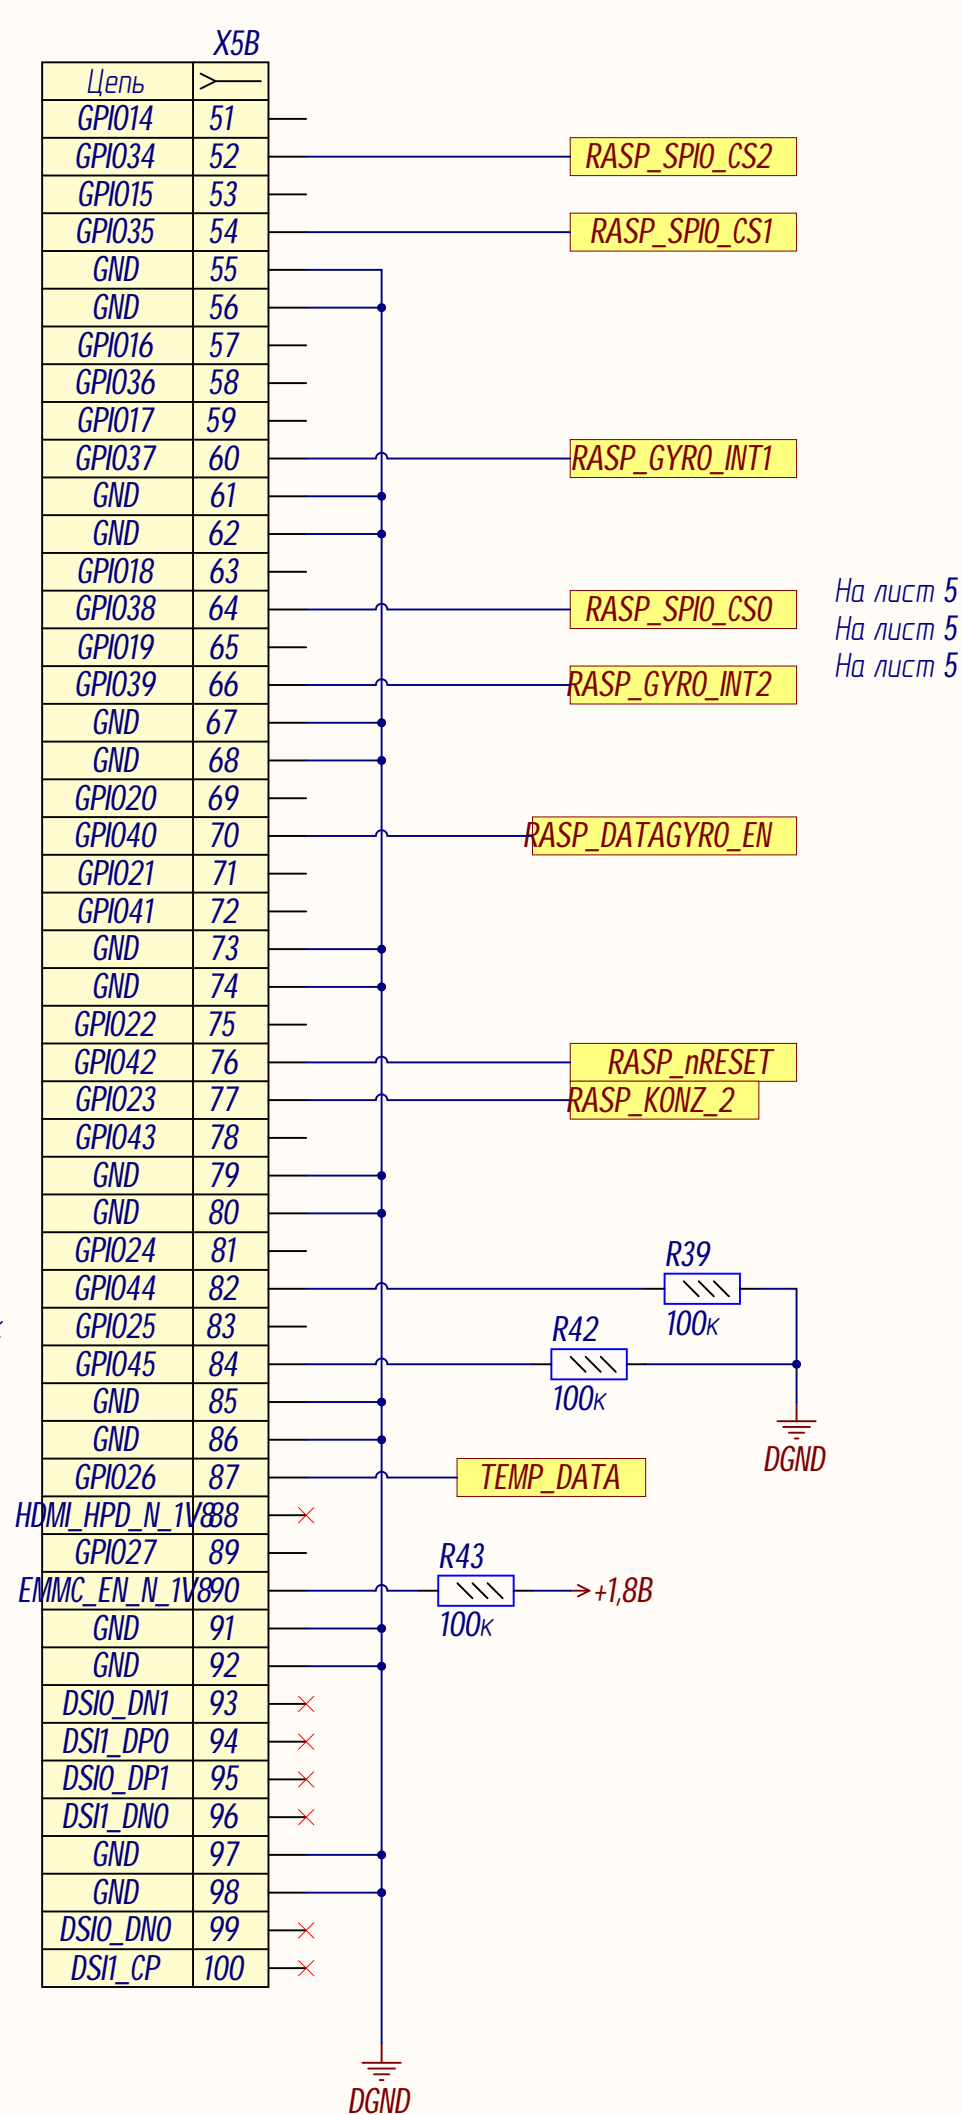 X5B
Цепь
GPIO14 51
GPIO34 52 RASP_SPI0_CS2
GPIO15 53
GPIO35 54 RASP_SPI0_CS1
GND 55
GND 56
GPIO16 57
GPIO36 58
GPIO17 59
GPIO37 60 RASP_GYRO_INT1
GND 61
GND 62
GPIO18 63
На лист 5
GPIO38 64 RASP_SPI0_CS0
На лист 5
GPIO19 65
На лист 5
GPIO39 66 RASP_GYRO_INT2
GND 67
GND 68
GPIO20 69
GPIO40 70 RASP_DATAGYRO_EN
GPIO21 71
GPIO41 72
GND 73
GND 74
GPIO22 75
GPIO42 76 RASP_nRESET
GPIO23 77 RASP_KONZ_2
GPIO43 78
GND 79
GND 80
GPIO24 81 R39
GPIO44 82
100к
GPIO25 83 R42
GPIO45 84
GND 85 100к
GND 86 DGND
GPIO26 87 TEMP_DATA
HDMI_HPD_N_1V8 88
GPIO27 89 R43
EMMC_EN_N_1V8 90 +1,8В
GND 91 100к
GND 92
DSI0_DN1 93
DSI1_DP0 94
DSI0_DP1 95
DSI1_DN0 96
GND 97
GND 98
DSI0_DN0 99
DSI1_CP 100
DGND